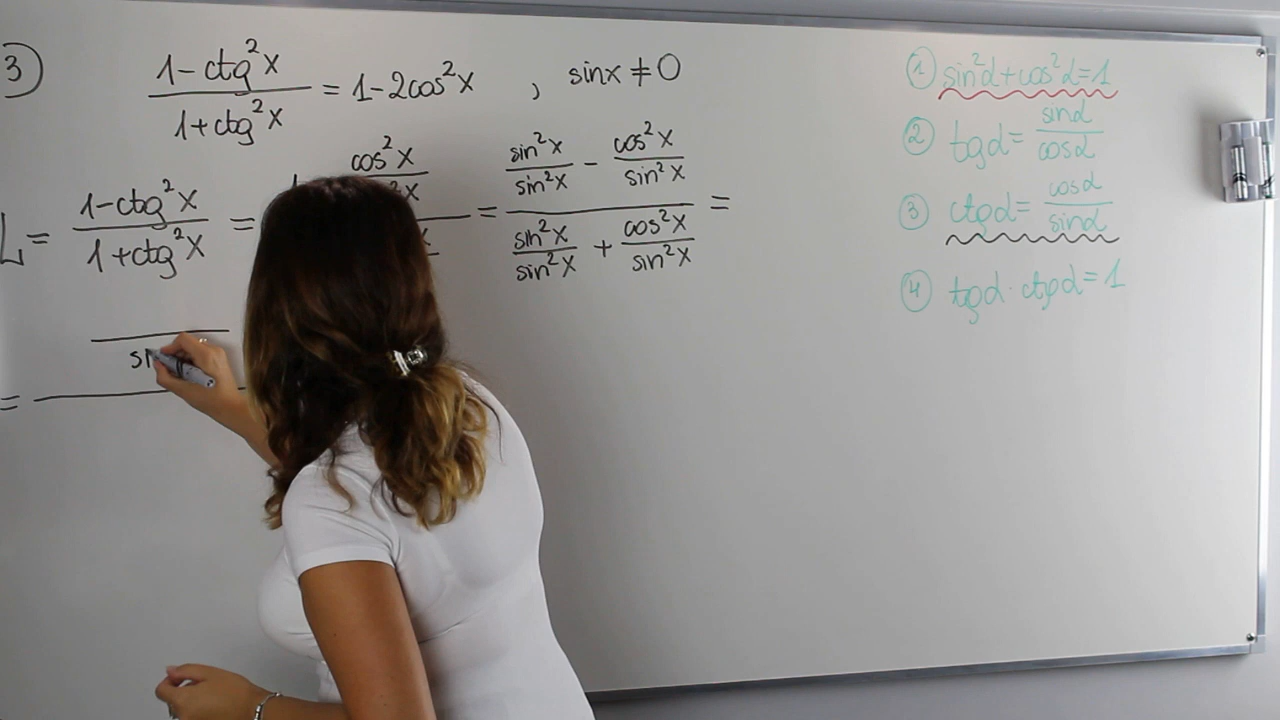 3 (1-ctg²x)/(1+ctg²x) = 1-2cos²x , sinx ≠ 0
L = (1-ctg²x)/(1+ctg²x) = cos²x = (sin²x/sin²x - cos²x/sin²x)/(sin²x/sin²x + cos²x/sin²x) =
=
① sin²α+cos²α=1
② tgα = sinα/cosα
③ ctgα = cosα/sinα
④ tgα · ctgα = 1